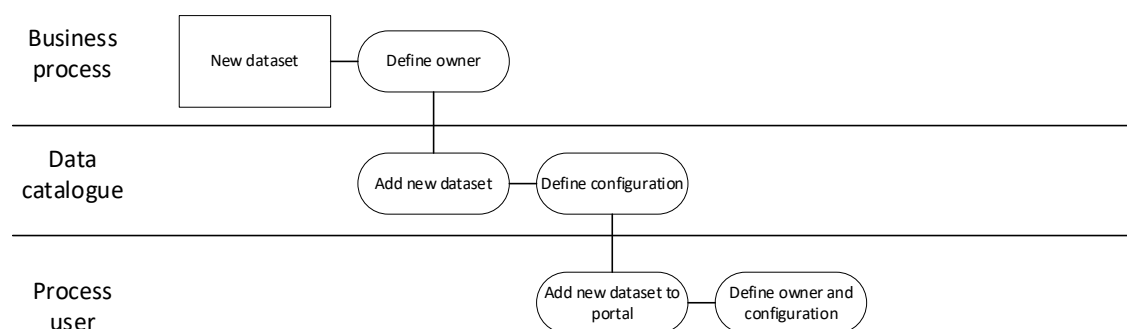 Business
process
New dataset
Define owner
Data
catalogue
Add new dataset
Define configuration
Process
user
Add new dataset to
portal
Define owner and
configuration